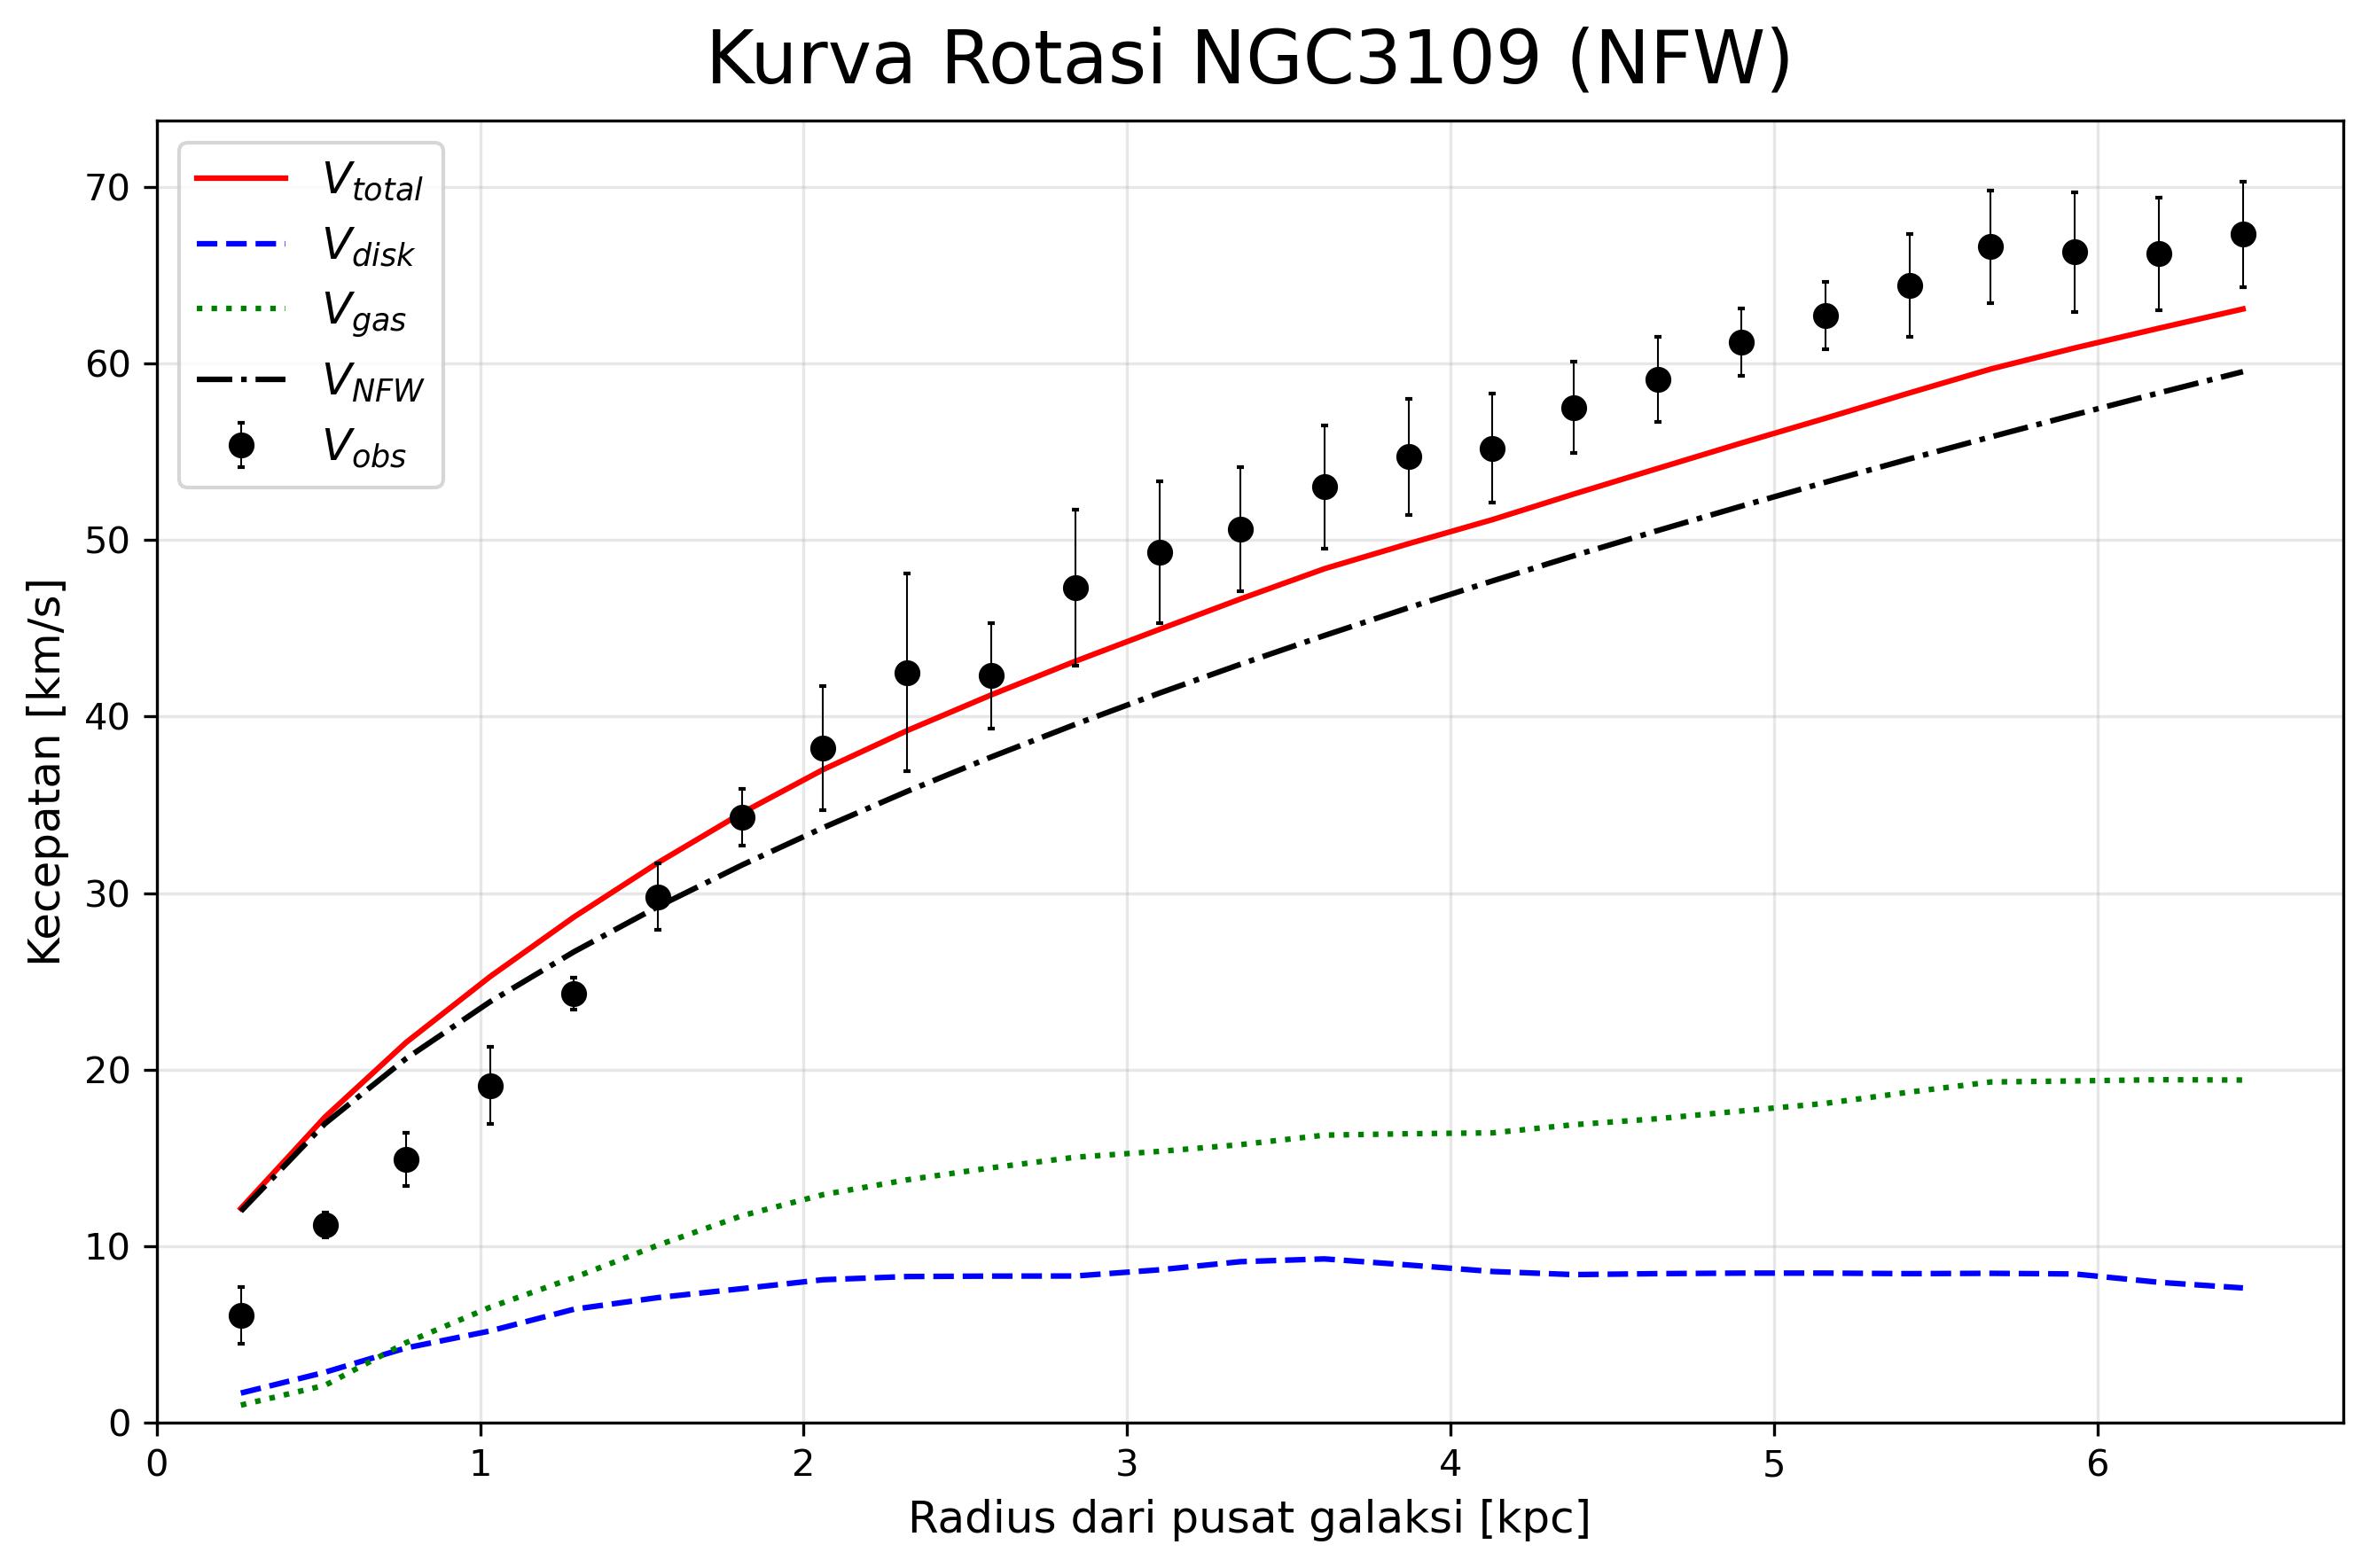 Kurva Rotasi NGC3109 (NFW)
V_total
V_disk
V_gas
V_NFW
V_obs
70
60
50
40
30
20
10
0
Kecepatan [km/s]
0 1 2 3 4 5 6
Radius dari pusat galaksi [kpc]